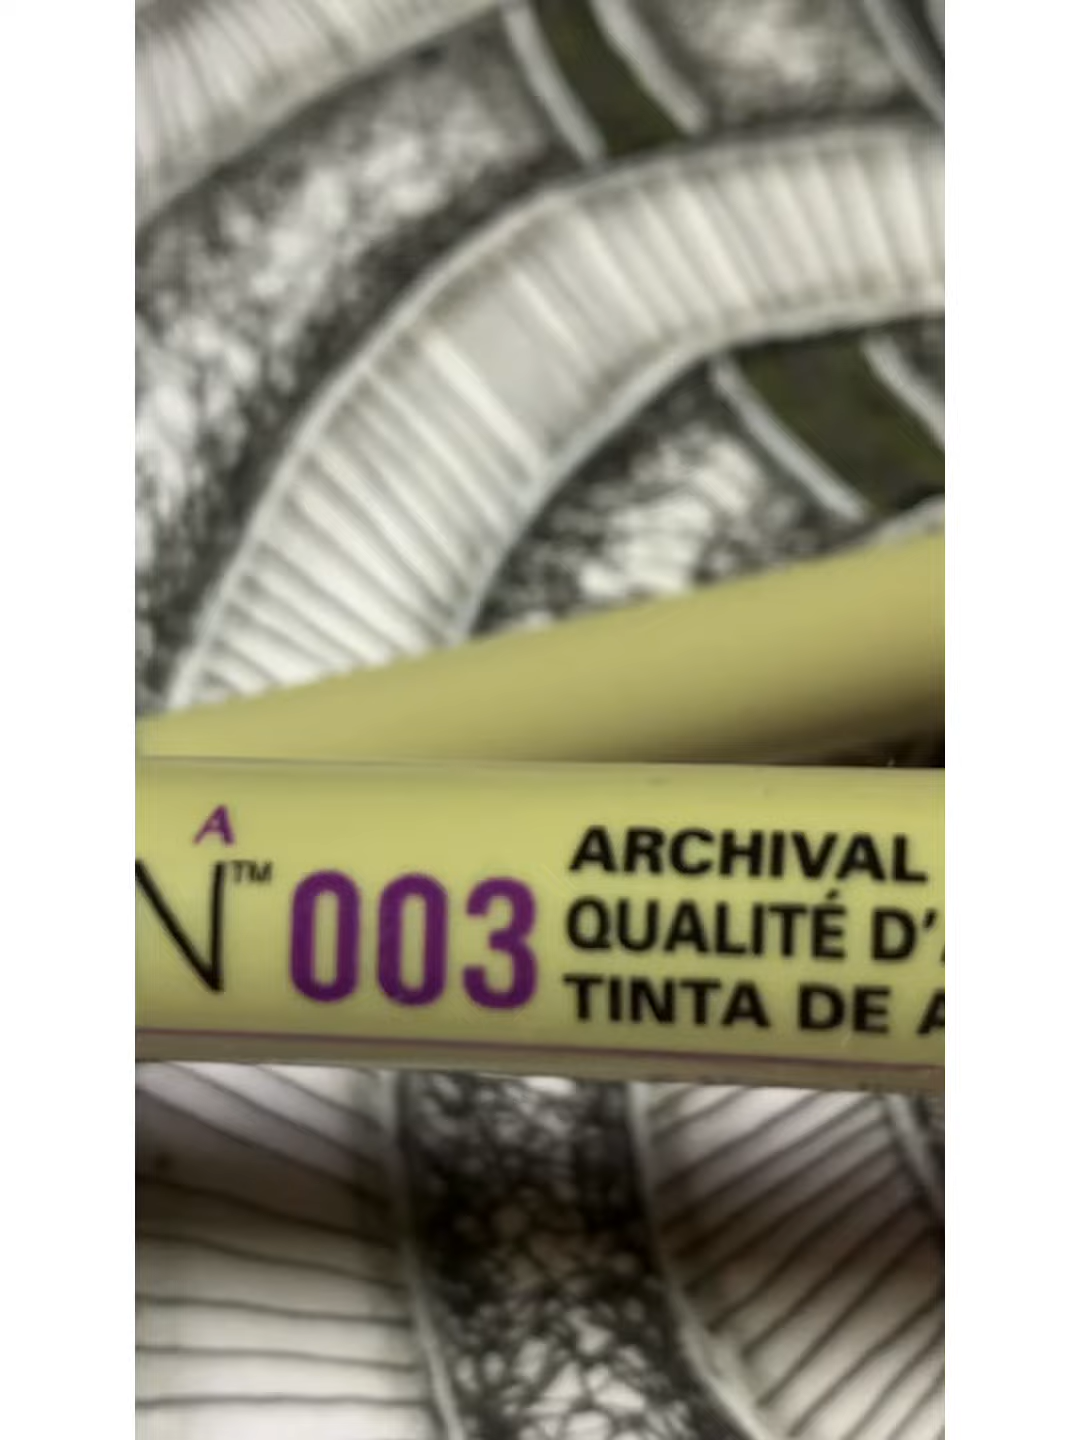 A
N™ 003
ARCHIVAL
QUALITÉ D'A
TINTA DE A